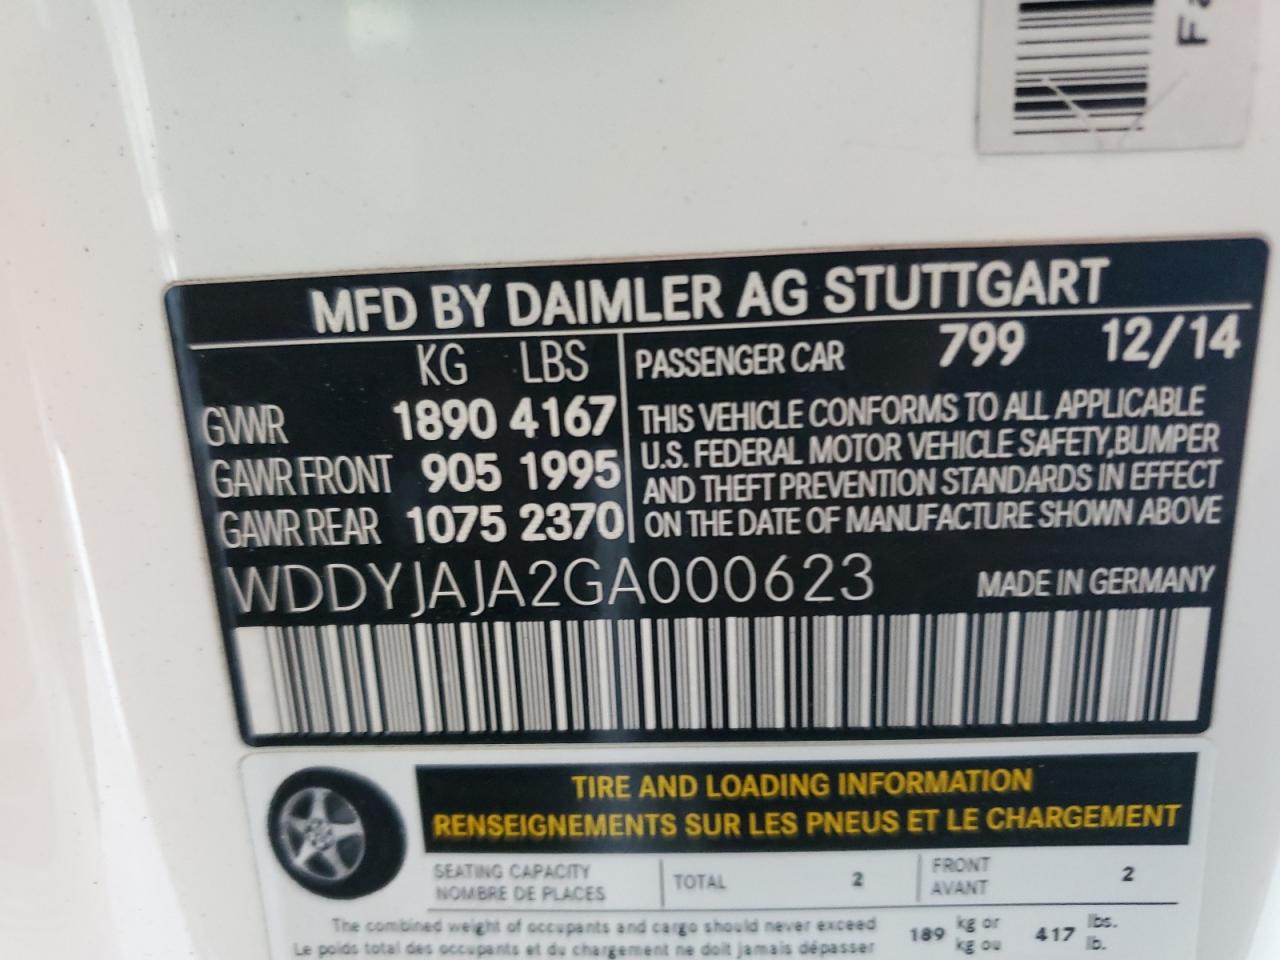 Fa
MFD BY DAIMLER AG STUTTGART
KG LBS
GVWR 1890 4167
GAWR FRONT 905 1995
GAWR REAR 1075 2370
PASSENGER CAR 799 12/14
THIS VEHICLE CONFORMS TO ALL APPLICABLE
U.S. FEDERAL MOTOR VEHICLE SAFETY, BUMPER
AND THEFT PREVENTION STANDARDS IN EFFECT
ON THE DATE OF MANUFACTURE SHOWN ABOVE
WDDYJAJA2GA000623 MADE IN GERMANY
TIRE AND LOADING INFORMATION
RENSEIGNEMENTS SUR LES PNEUS ET LE CHARGEMENT
SEATING CAPACITY
NOMBRE DE PLACES
TOTAL 2
FRONT
AVANT
2
The combined weight of occupants and cargo should never exceed
Le poids total des occupants et du chargement ne doit jamais dépasser
189 kg or
kg ou
417 lbs.
lb.